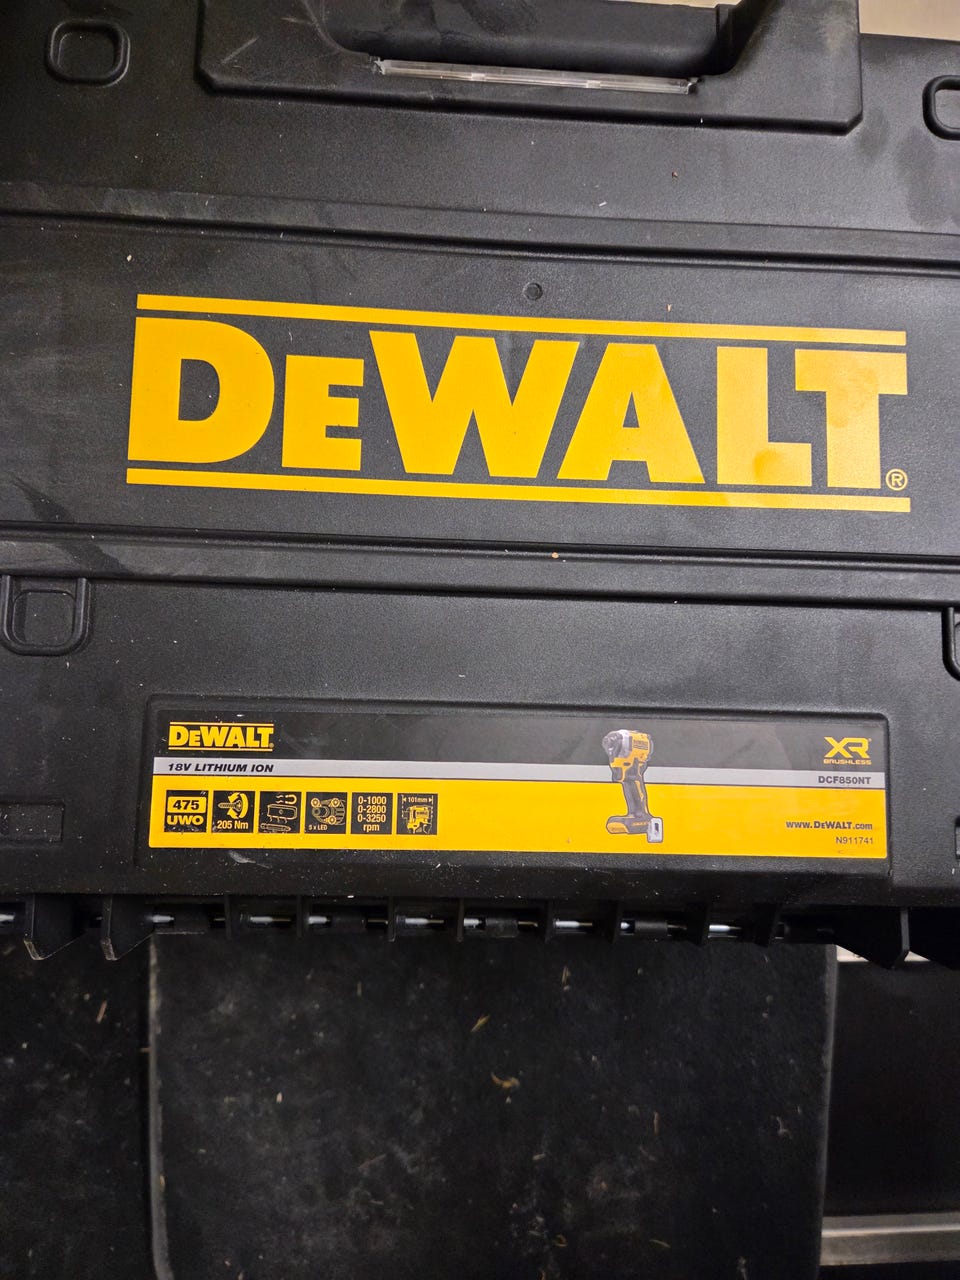 DEWALT®
DEWALT®
18V LITHIUM ION
475
UWO
205 Nm
5 x LED
0-1000
0-2800
0-3250
rpm
101mm
XR
BRUSHLESS
DCF850NT
www.DEWALT.com
N911741